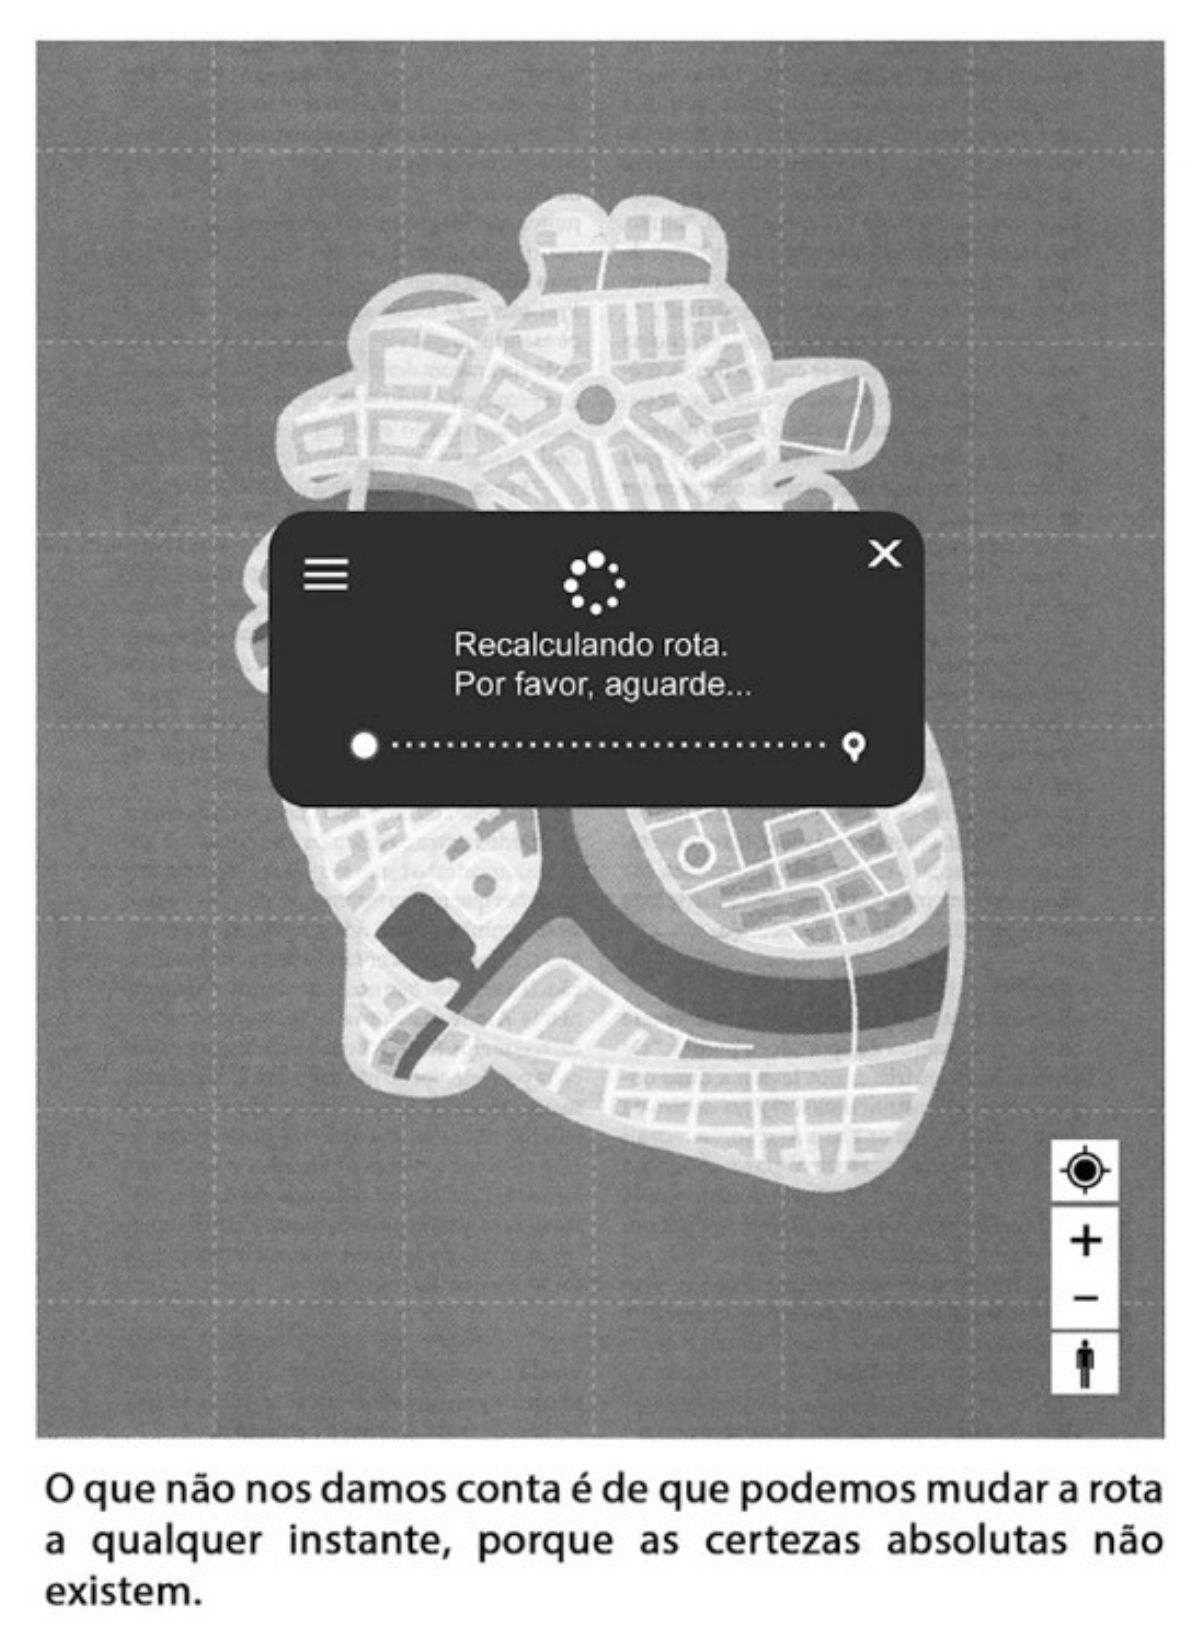 Recalculando rota.
Por favor, aguarde...
O que não nos damos conta é de que podemos mudar a rota
a qualquer instante, porque as certezas absolutas não
existem.